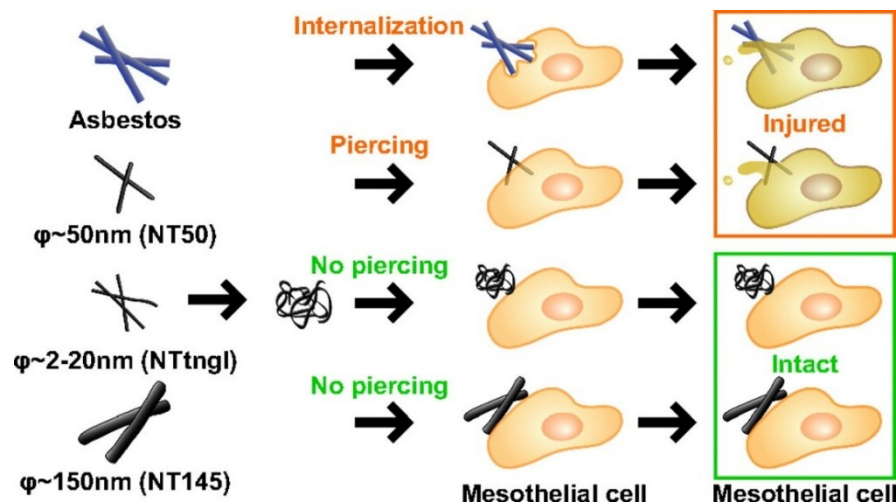 Internalization
Asbestos
Piercing
Injured
φ~50nm (NT50)
No piercing
φ~2-20nm (NTtngl)
Intact
No piercing
φ~150nm (NT145)
Mesothelial cell
Mesothelial cell